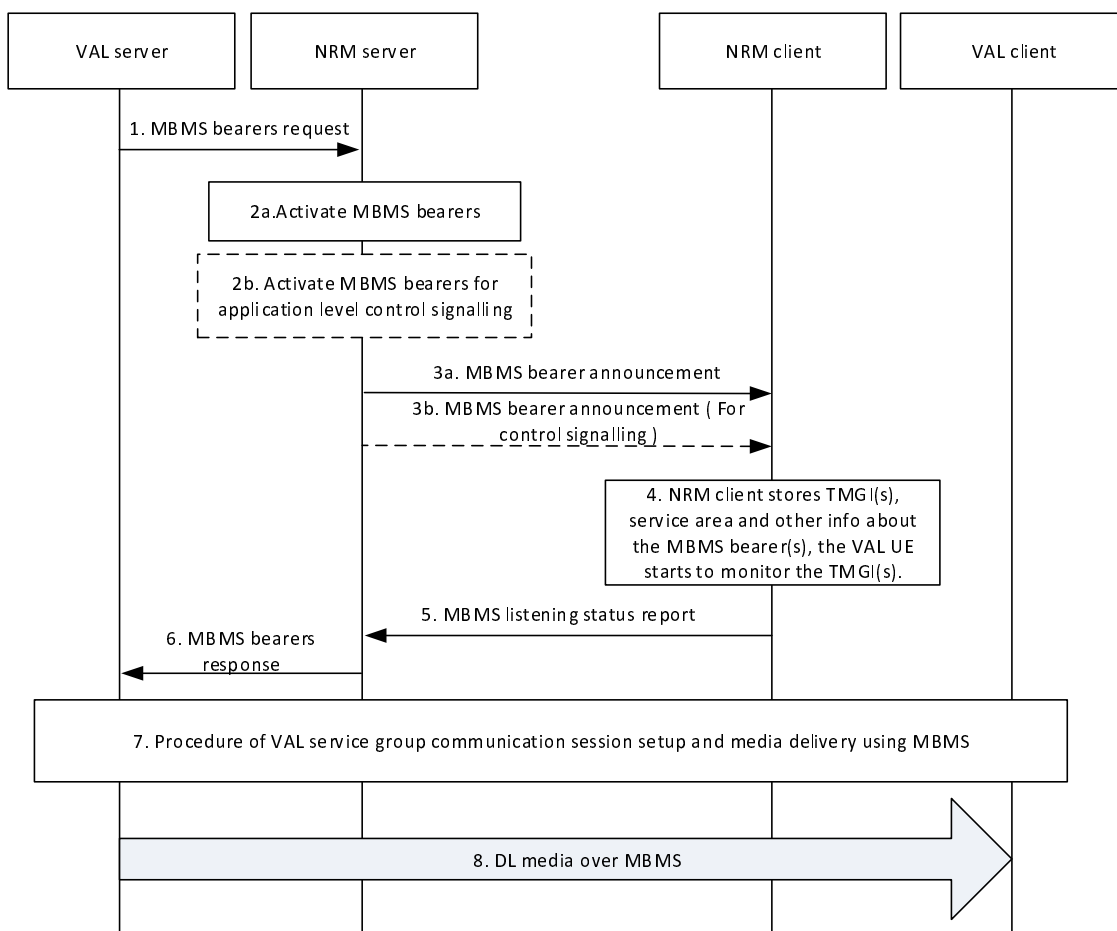 VAL server
NRM server
NRM client
VAL client
1. MBMS bearers request
2a.Activate MBMS bearers
2b. Activate MBMS bearers for
application level control signalling
3a. MBMS bearer announcement
3b. MBMS bearer announcement ( For
control signalling )
4. NRM client stores TMGI(s),
service area and other info about
the MBMS bearer(s), the VAL UE
starts to monitor the TMGI(s).
5. MBMS listening status report
6. MBMS bearers
response
7. Procedure of VAL service group communication session setup and media delivery using MBMS
8. DL media over MBMS